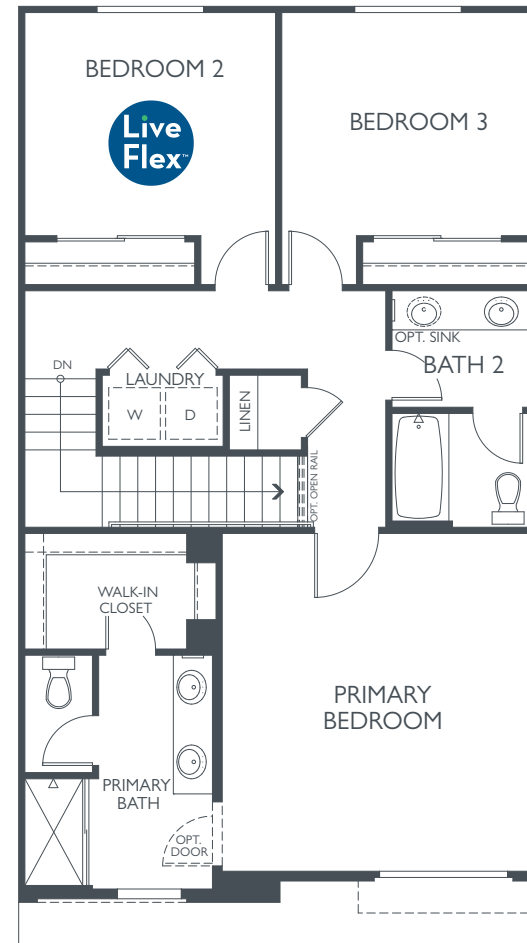 BEDROOM 2
Live
Flex™
BEDROOM 3
OPT. SINK
BATH 2
DN
LAUNDRY
W
D
LINEN
OPT. OPEN RAIL
WALK-IN
CLOSET
PRIMARY
BEDROOM
PRIMARY
BATH
OPT.
DOOR